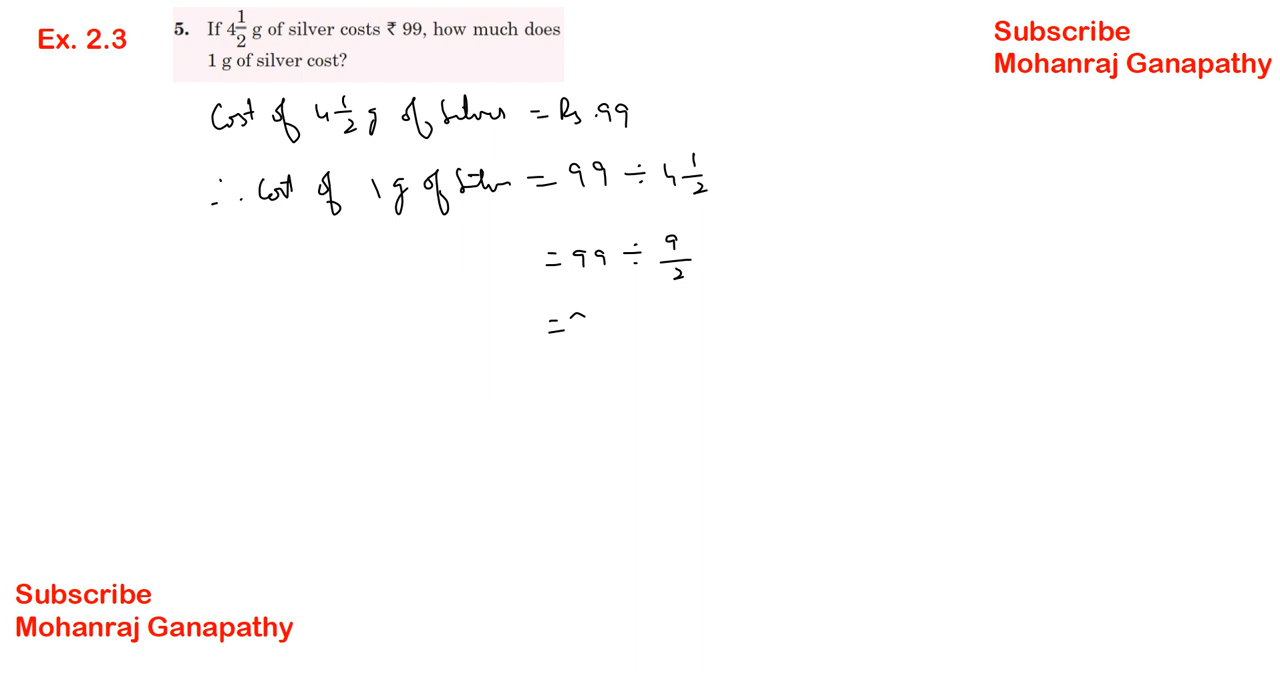 Ex. 2.3
5. If 4 1/2 g of silver costs ₹ 99, how much does
1 g of silver cost?
Subscribe
Mohanraj Ganapathy
Cost of 4 1/2 g of Silver = Rs .99
∴ Cost of 1 g of Silver = 99 ÷ 4 1/2
= 99 ÷ 9/2
=
Subscribe
Mohanraj Ganapathy